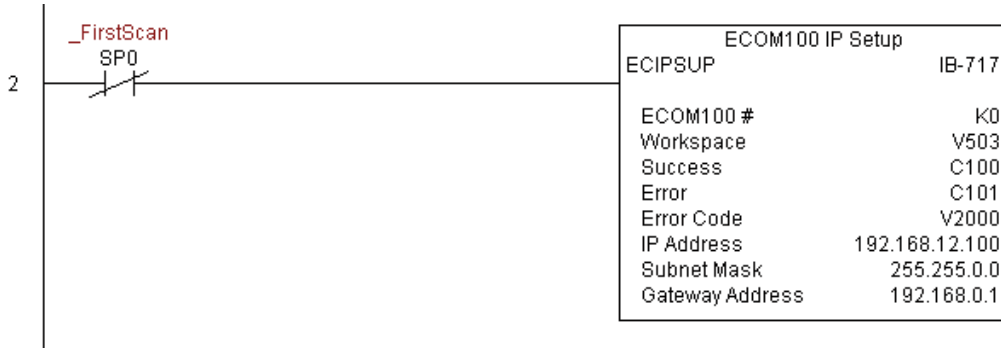 _FirstScan
SP0
2
ECOM100 IP Setup
ECIPSUP IB-717
ECOM100 # K0
Workspace V503
Success C100
Error C101
Error Code V2000
IP Address 192.168.12.100
Subnet Mask 255.255.0.0
Gateway Address 192.168.0.1